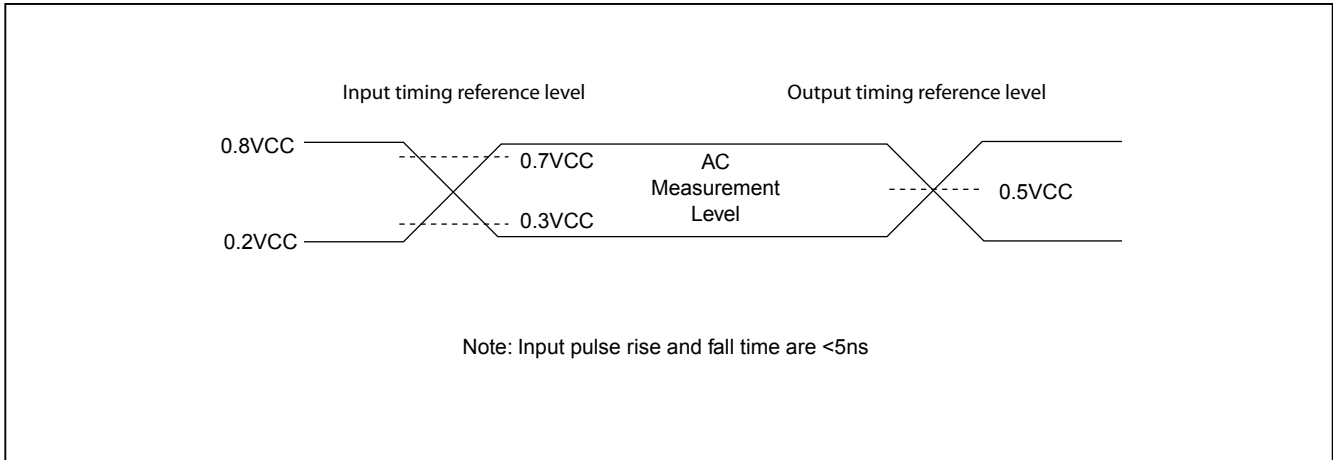 Input timing reference level
Output timing reference level
0.8VCC
0.7VCC
AC
Measurement
Level
0.5VCC
0.3VCC
0.2VCC
Note: Input pulse rise and fall time are <5ns